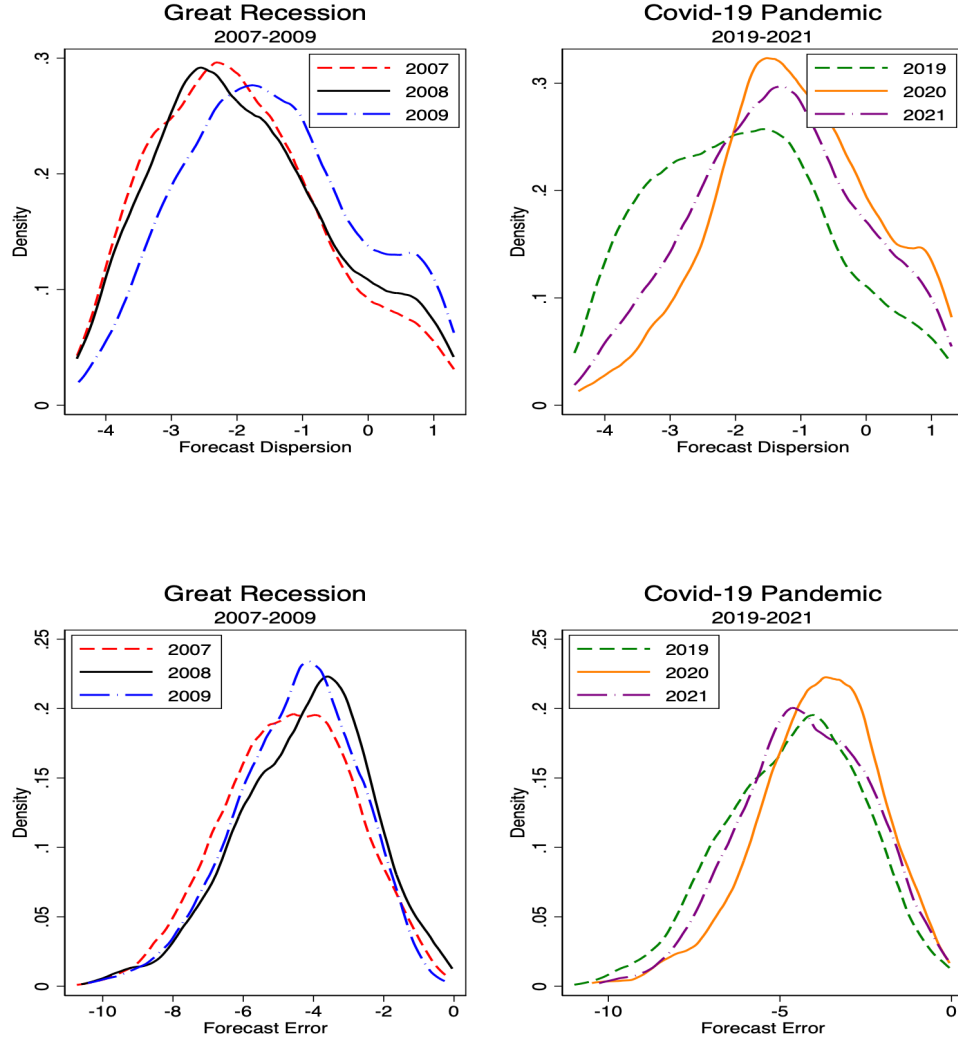 Great Recession
2007-2009
Density
.3
.2
.1
0
2007
2008
2009
-4 -3 -2 -1 0 1
Forecast Dispersion
Covid-19 Pandemic
2019-2021
Density
.3
.2
.1
0
2019
2020
2021
-4 -3 -2 -1 0 1
Forecast Dispersion
Great Recession
2007-2009
Density
.25
.2
.15
.1
.05
0
2007
2008
2009
-10 -8 -6 -4 -2 0
Forecast Error
Covid-19 Pandemic
2019-2021
Density
.25
.2
.15
.1
.05
0
2019
2020
2021
-10 -5 0
Forecast Error